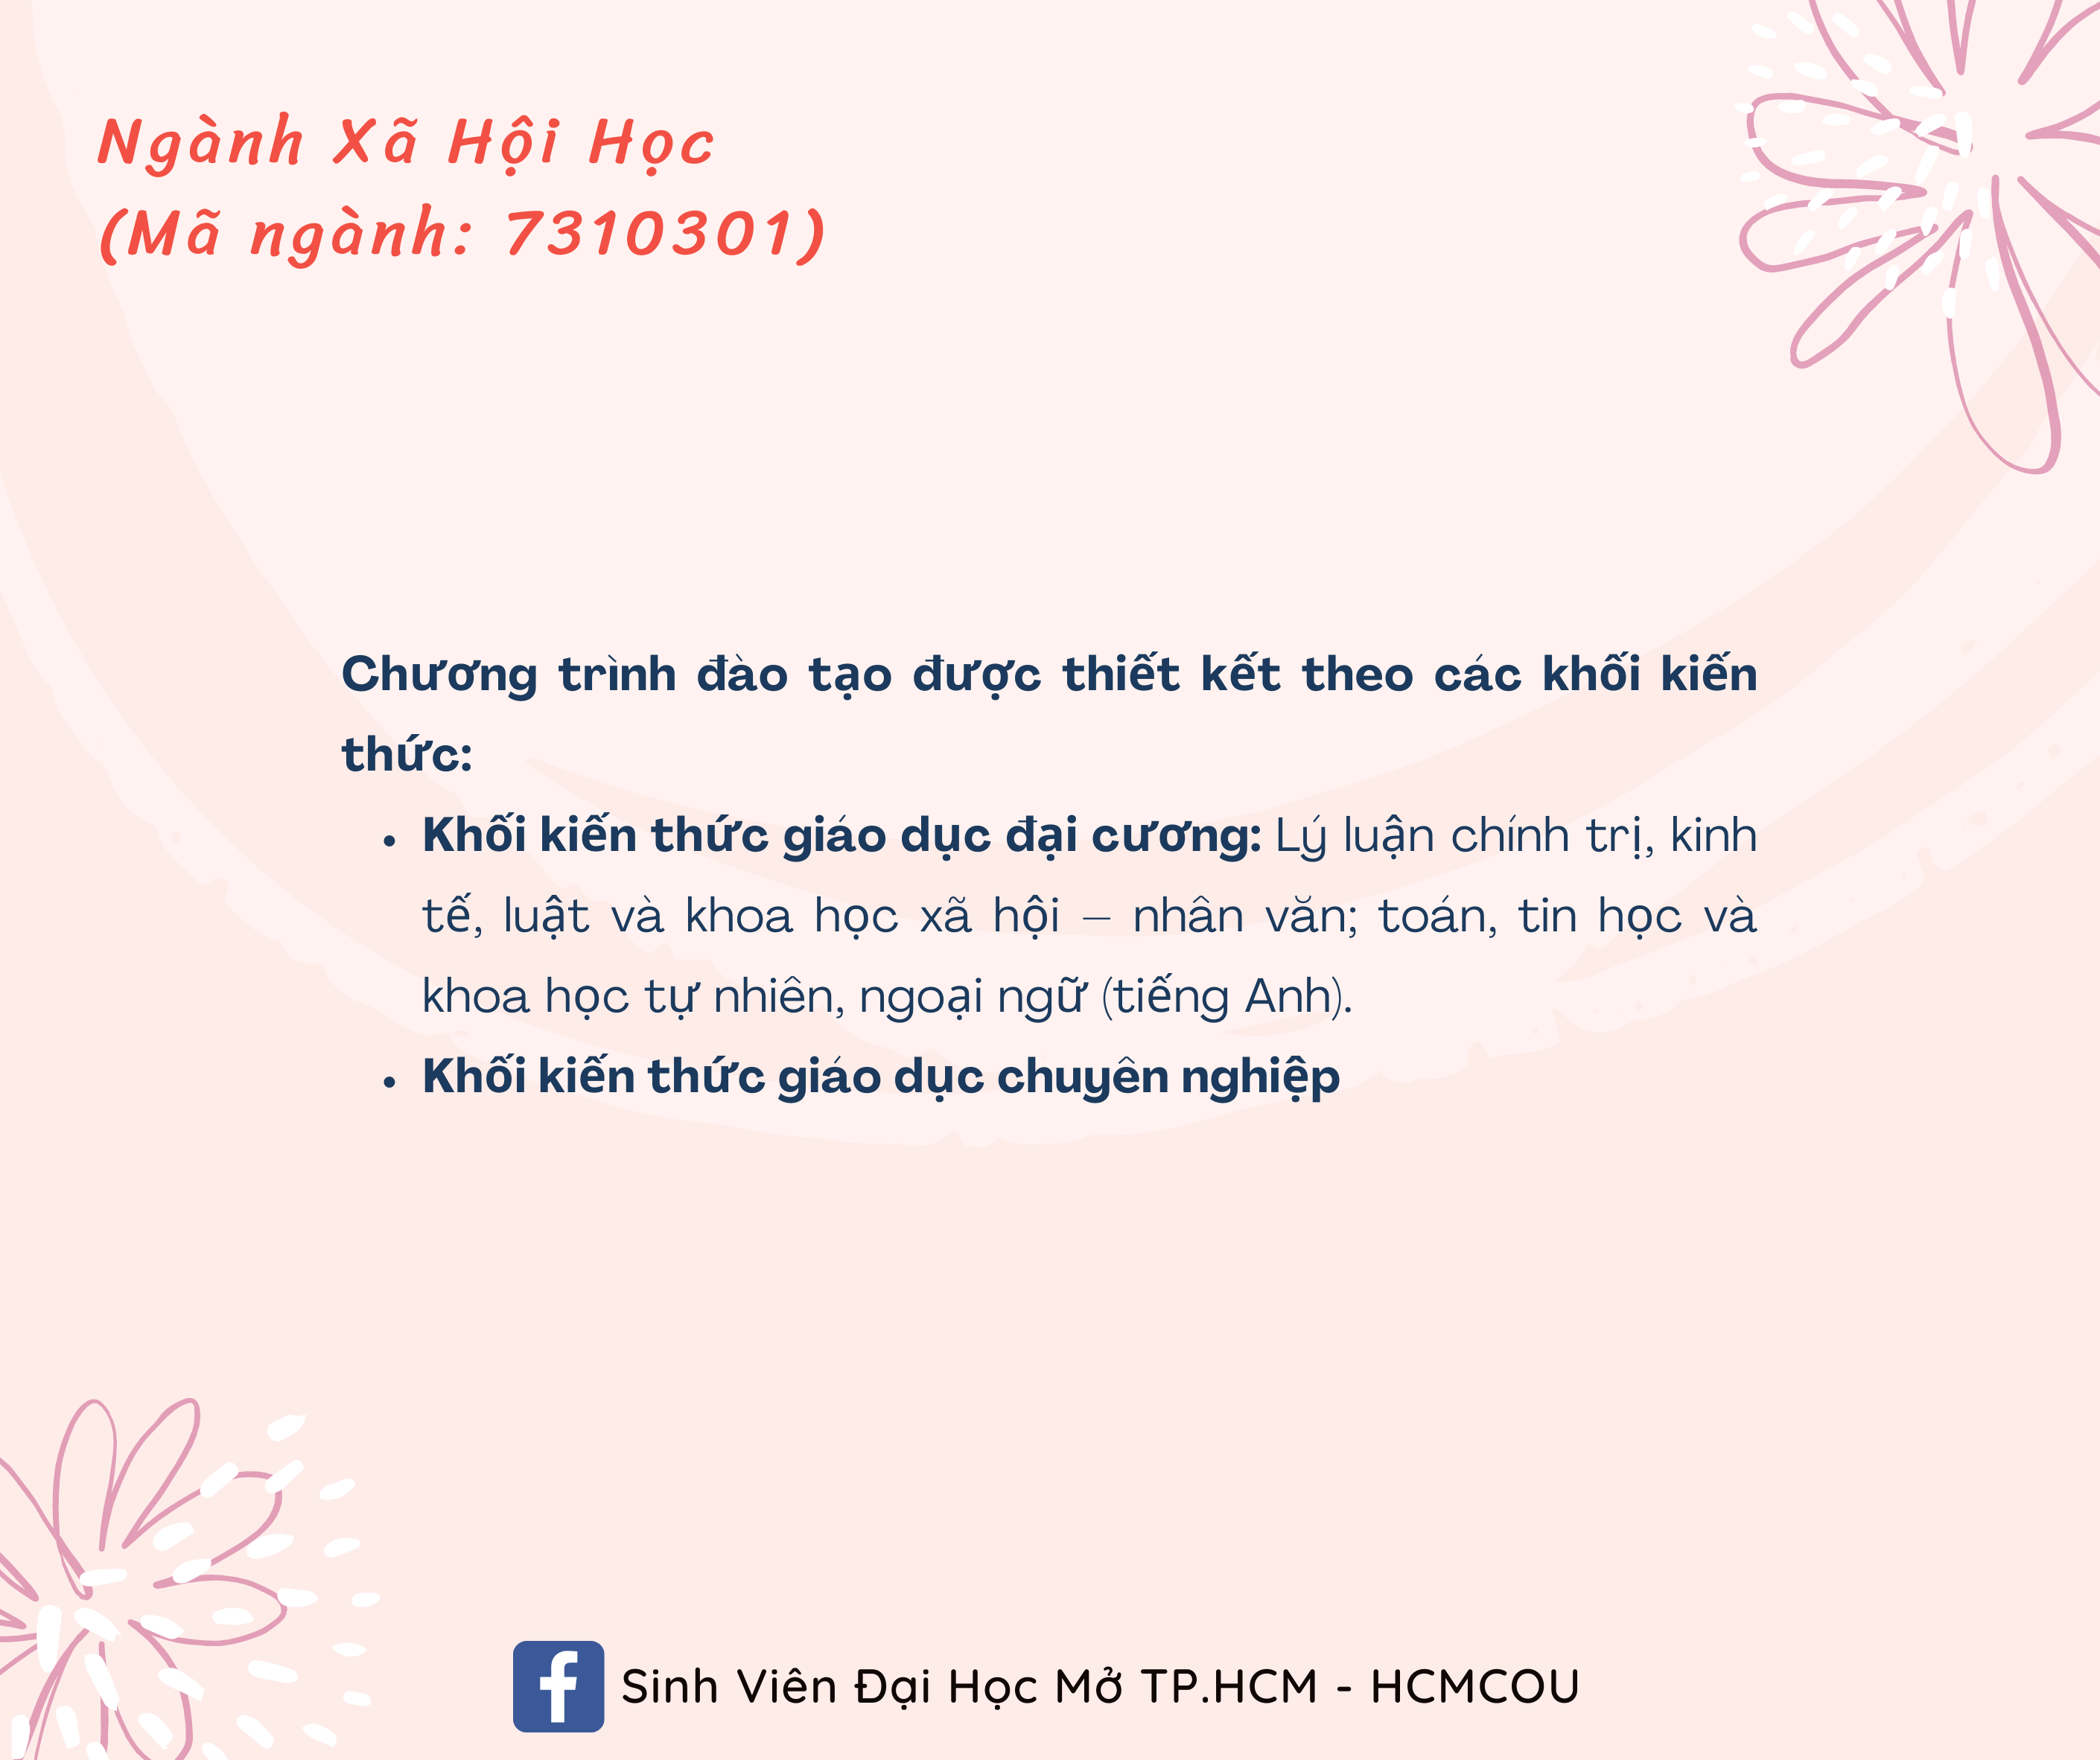 Ngành Xã Hội Học
(Mã ngành: 7310301)
Chương trình đào tạo được thiết kết theo các khối kiến
thức:
• Khối kiến thức giáo dục đại cương: Lý luận chính trị, kinh
tế, luật và khoa học xã hội – nhân văn; toán, tin học và
khoa học tự nhiên, ngoại ngữ (tiếng Anh).
• Khối kiến thức giáo dục chuyên nghiệp
Sinh Viên Đại Học Mở TP.HCM - HCMCOU